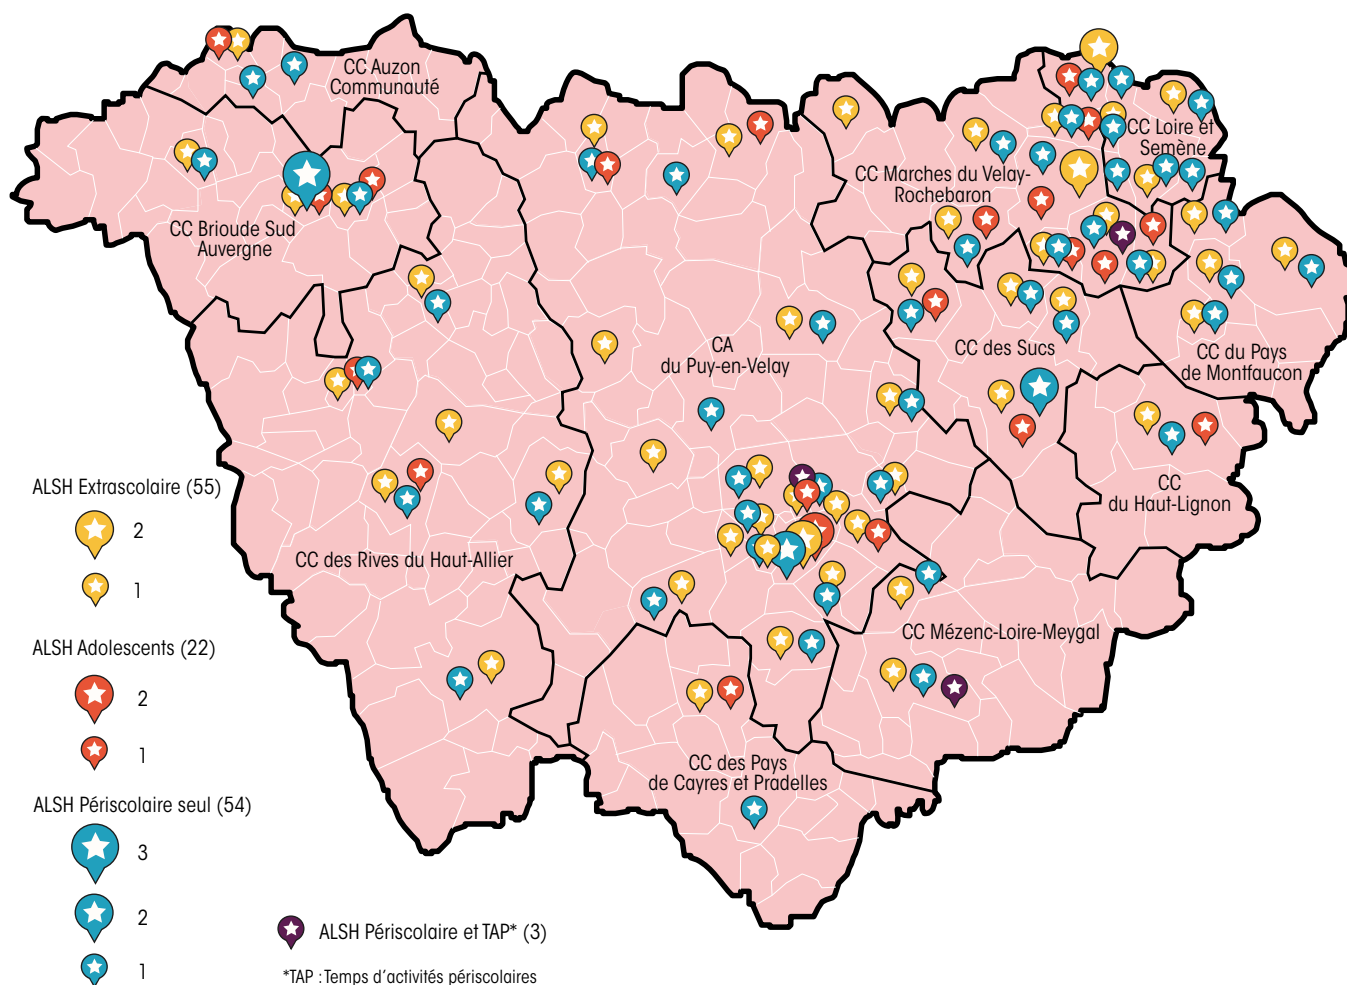 CC Auzon
Communauté
CC Loire et
Semène
CC Marches du Velay-
Rochebaron
CC Brioude Sud
Auvergne
CA
du Puy-en-Velay
CC des Sucs
CC du Pays
de Montfaucon
CC
du Haut-Lignon
CC des Rives du Haut-Allier
CC Mézenc-Loire-Meygal
CC des Pays
de Cayres et Pradelles
ALSH Extrascolaire (55)
2
1
ALSH Adolescents (22)
2
1
ALSH Périscolaire seul (54)
3
2
1
ALSH Périscolaire et TAP* (3)
*TAP : Temps d'activités périscolaires